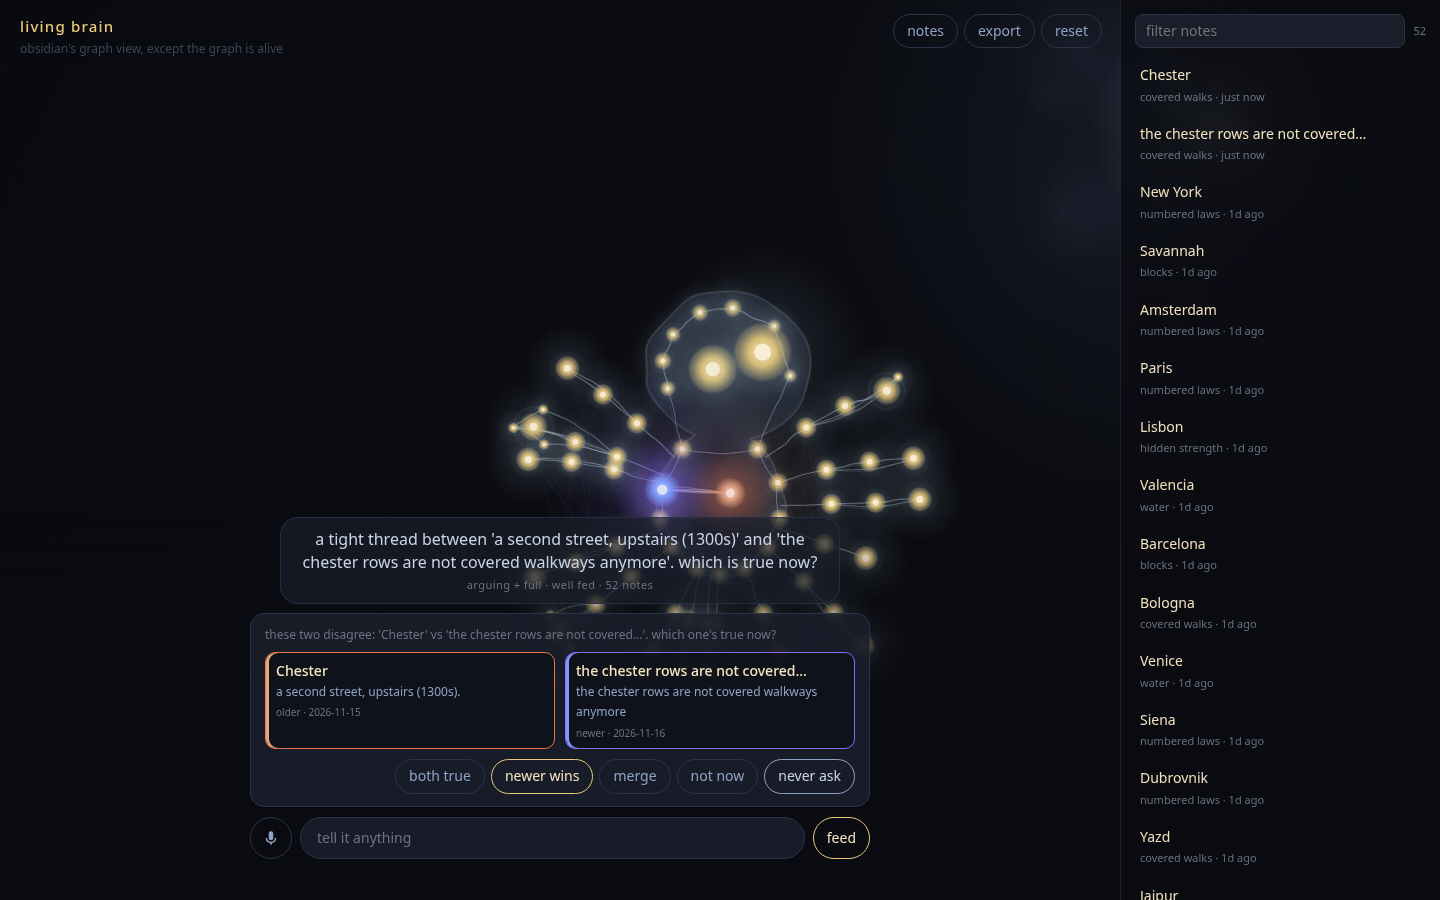 living brain
obsidian's graph view, except the graph is alive
notes
export
reset
filter notes
52
Chester
covered walks · just now
the chester rows are not covered...
covered walks · just now
New York
numbered laws · 1d ago
Savannah
blocks · 1d ago
Amsterdam
numbered laws · 1d ago
Paris
numbered laws · 1d ago
Lisbon
hidden strength · 1d ago
Valencia
water · 1d ago
Barcelona
blocks · 1d ago
Bologna
covered walks · 1d ago
Venice
water · 1d ago
Siena
numbered laws · 1d ago
Dubrovnik
numbered laws · 1d ago
Yazd
covered walks · 1d ago
Jaipur
a tight thread between 'a second street, upstairs (1300s)' and 'the
chester rows are not covered walkways anymore'. which is true now?
arguing + full · well fed · 52 notes
these two disagree: 'Chester' vs 'the chester rows are not covered...'. which one's true now?
Chester
a second street, upstairs (1300s).
older · 2026-11-15
the chester rows are not covered...
the chester rows are not covered walkways
anymore
newer · 2026-11-16
both true
newer wins
merge
not now
never ask
tell it anything
feed